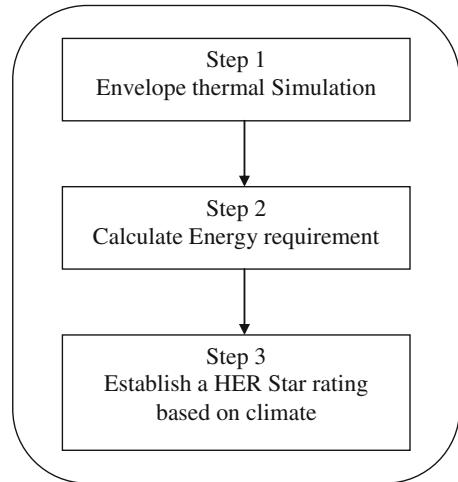 Step 1
Envelope thermal Simulation
Step 2
Calculate Energy requirement
Step 3
Establish a HER Star rating
based on climate